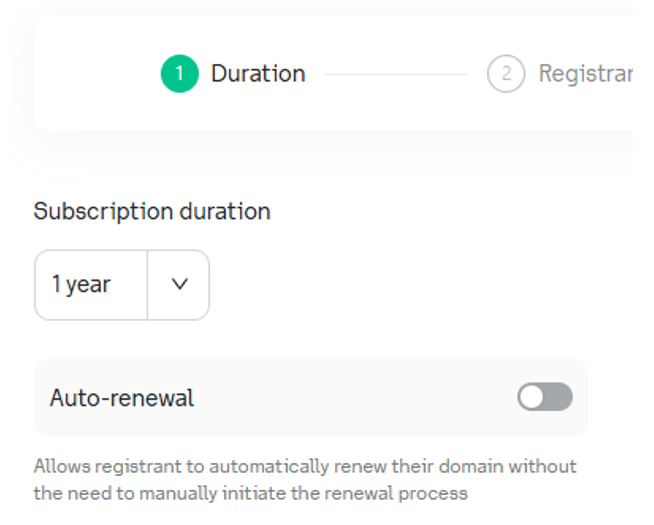 1 Duration 2 Registrar
Subscription duration
1 year
Auto-renewal
Allows registrant to automatically renew their domain without
the need to manually initiate the renewal process